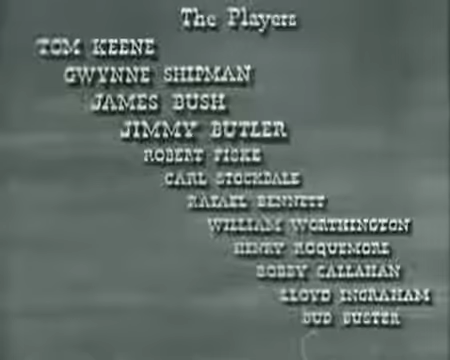 The Players
TOM KEENE
GWYNNE SHIPMAN
JAMES BUSH
JIMMY BUTLER
ROBERT FISKE
CARL STOCKDALE
RAFAEL BENNETT
WILLIAM WORTHINGTON
HENRY ROQUEMORE
BOBBY CALLAHAN
LLOYD INGRAHAM
BUD BUSTER